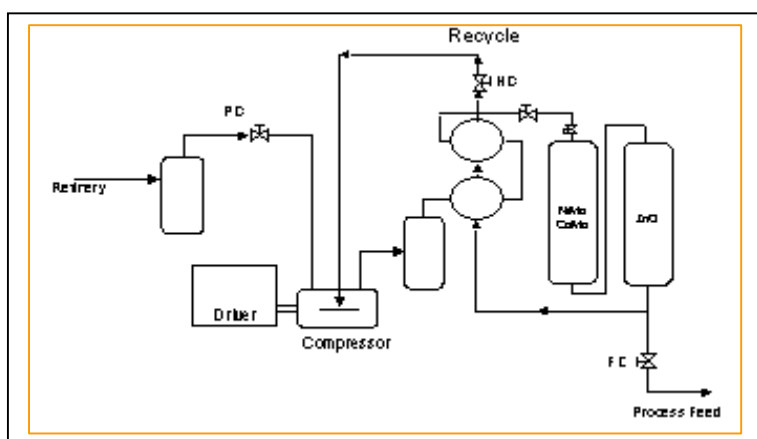 Recycle
HC
PC
Refinery
NiMo
CoMo
ZnO
Driver
Compressor
FC
Process Feed